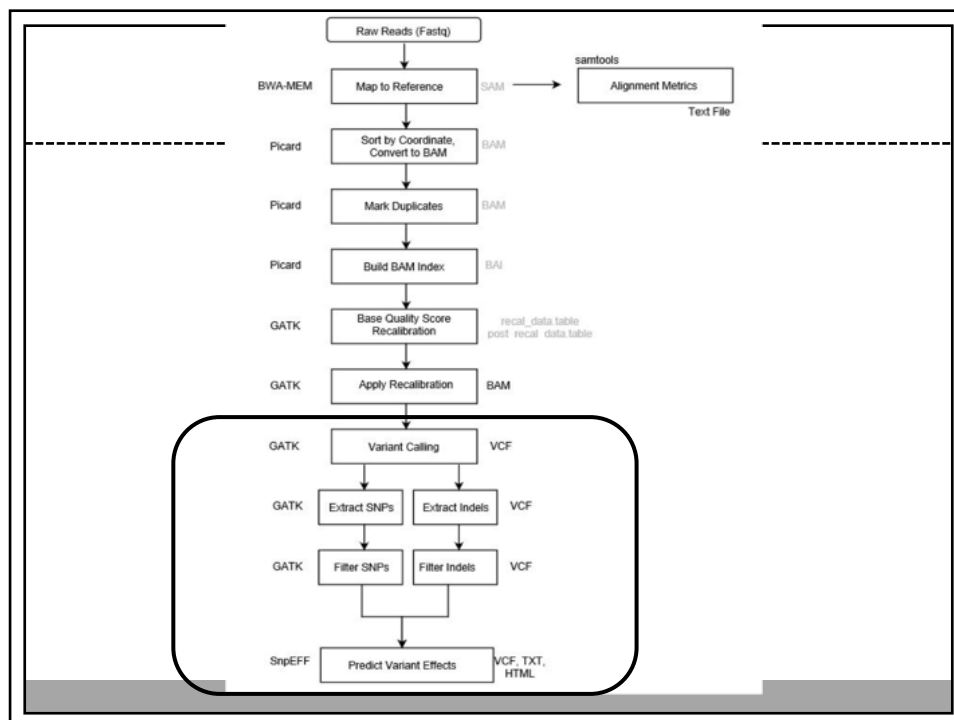 Raw Reads (Fastq)
samtools
BWA-MEM Map to Reference SAM Alignment Metrics
Text File
Picard Sort by Coordinate, BAM
Convert to BAM
Picard Mark Duplicates BAM
Picard Build BAM Index BAI
GATK Base Quality Score recal_data.table
Recalibration post_recal_data.table
GATK Apply Recalibration BAM
GATK Variant Calling VCF
GATK Extract SNPs Extract Indels VCF
GATK Filter SNPs Filter Indels VCF
SnpEFF Predict Variant Effects VCF, TXT,
HTML